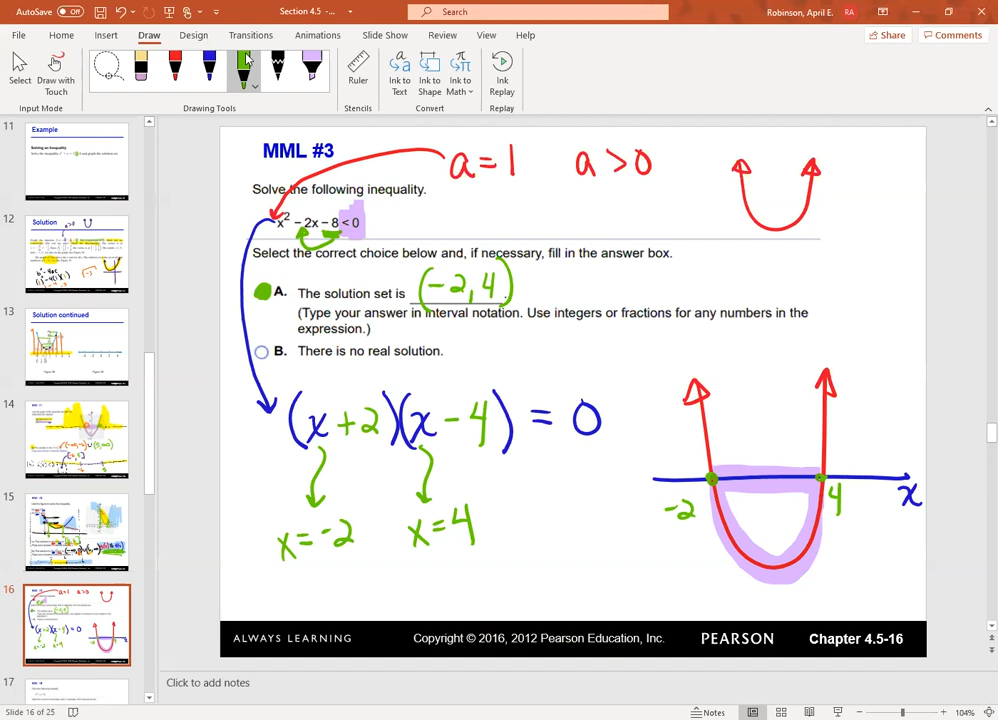 AutoSave Off
Section 4.5 - ...
Search
Robinson, April E.
RA
File Home Insert Draw Design Transitions Animations Slide Show Review View Help
Share Comments
Select
Draw with Touch
Ruler
Ink to Text
Ink to Shape
Ink to Math
Ink Replay
Input Mode
Drawing Tools
Stencils
Convert
Replay
11
Example
12
Solution
13
Solution continued
14
15
16
17
MML #3
a = 1 a > 0
Solve the following inequality.
x² − 2x − 8 < 0
Select the correct choice below and, if necessary, fill in the answer box.
A. The solution set is (-2, 4).
(Type your answer in interval notation. Use integers or fractions for any numbers in the
expression.)
B. There is no real solution.
(x + 2)(x − 4) = 0
x = -2 x = 4
-2 4 x
ALWAYS LEARNING
Copyright © 2016, 2012 Pearson Education, Inc.
PEARSON
Chapter 4.5-16
Click to add notes
Slide 16 of 25
Notes
104%